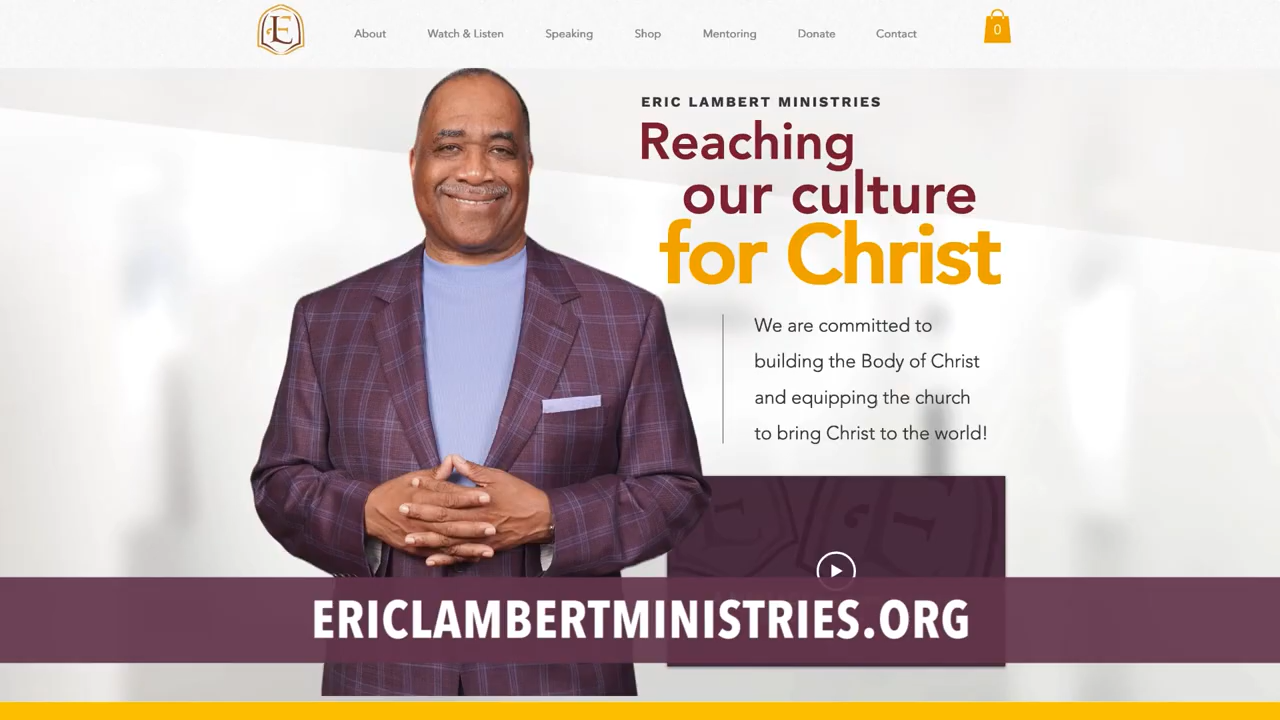 E
About
Watch & Listen
Speaking
Shop
Mentoring
Donate
Contact
0
ERIC LAMBERT MINISTRIES
Reaching
our culture
for Christ
We are committed to
building the Body of Christ
and equipping the church
to bring Christ to the world!
ERICLAMBERTMINISTRIES.ORG